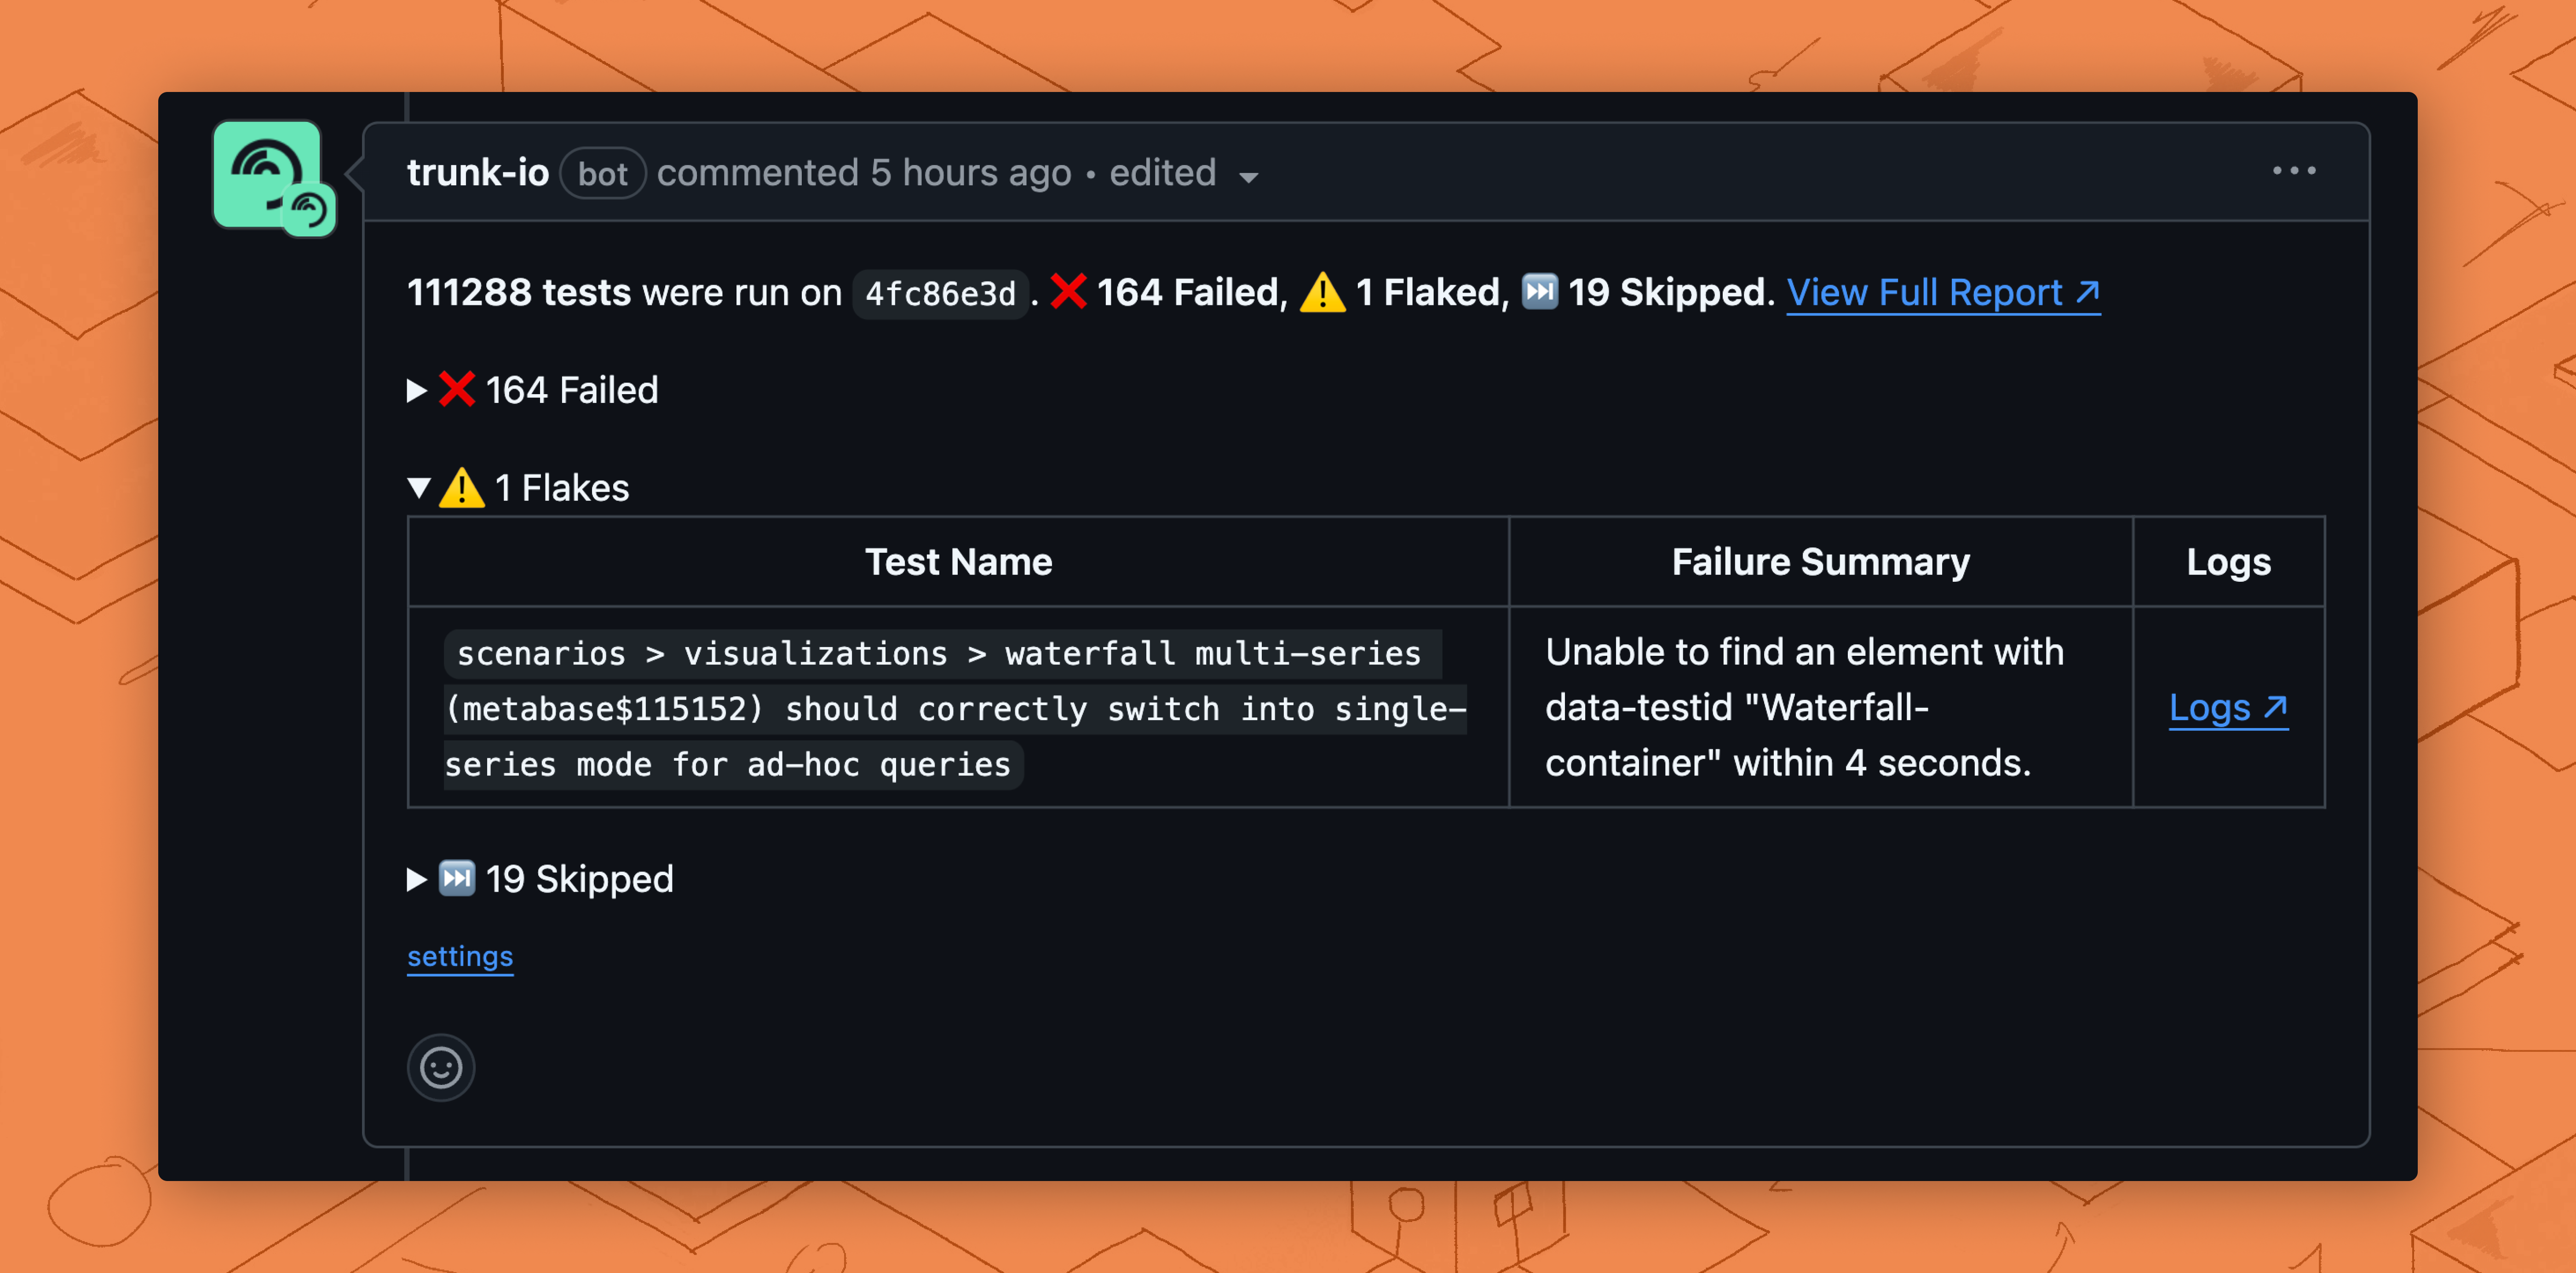 trunk-io bot commented 5 hours ago • edited
111288 tests were run on 4fc86e3d. ❌ 164 Failed, ⚠️ 1 Flaked, ⏭️ 19 Skipped. View Full Report ↗
▶ ❌ 164 Failed
▼ ⚠️ 1 Flakes
Test Name Failure Summary Logs
scenarios > visualizations > waterfall multi-series
(metabase$115152) should correctly switch into single-
series mode for ad-hoc queries
Unable to find an element with
data-testid "Waterfall-
container" within 4 seconds.
Logs ↗
▶ ⏭️ 19 Skipped
settings